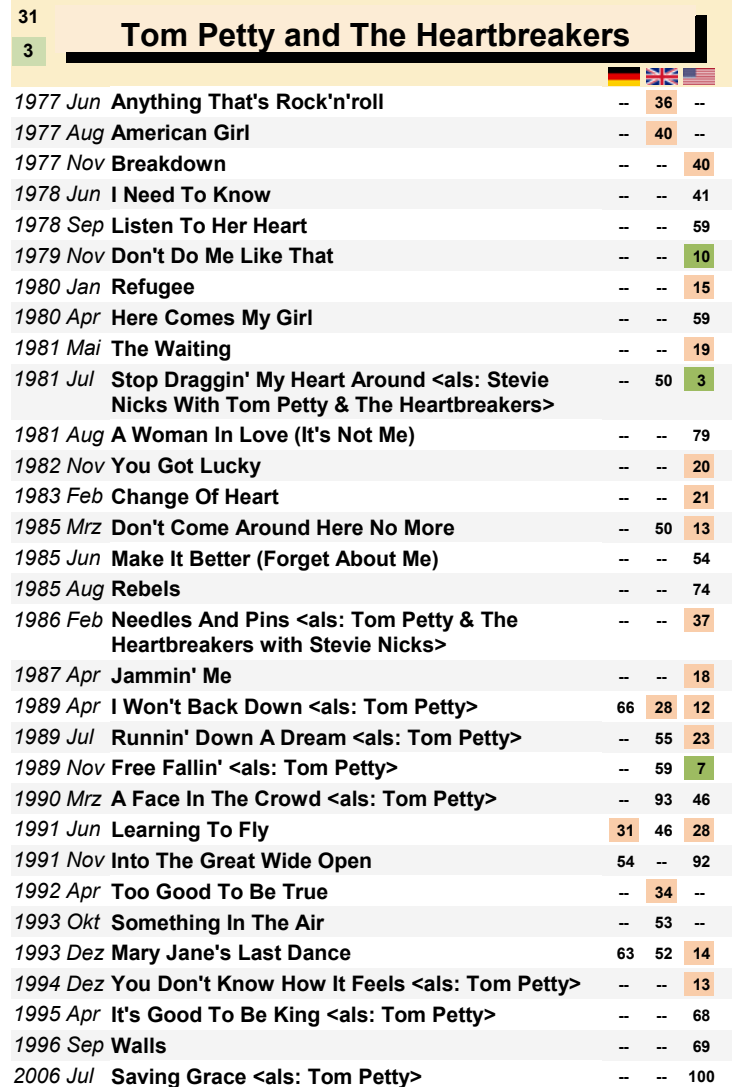 31
3
Tom Petty and The Heartbreakers
1977 Jun Anything That's Rock'n'roll -- 36 --
1977 Aug American Girl -- 40 --
1977 Nov Breakdown -- -- 40
1978 Jun I Need To Know -- -- 41
1978 Sep Listen To Her Heart -- -- 59
1979 Nov Don't Do Me Like That -- -- 10
1980 Jan Refugee -- -- 15
1980 Apr Here Comes My Girl -- -- 59
1981 Mai The Waiting -- -- 19
1981 Jul Stop Draggin' My Heart Around <als: Stevie -- 50 3
Nicks With Tom Petty & The Heartbreakers>
1981 Aug A Woman In Love (It's Not Me) -- -- 79
1982 Nov You Got Lucky -- -- 20
1983 Feb Change Of Heart -- -- 21
1985 Mrz Don't Come Around Here No More -- 50 13
1985 Jun Make It Better (Forget About Me) -- -- 54
1985 Aug Rebels -- -- 74
1986 Feb Needles And Pins <als: Tom Petty & The -- -- 37
Heartbreakers with Stevie Nicks>
1987 Apr Jammin' Me -- -- 18
1989 Apr I Won't Back Down <als: Tom Petty> 66 28 12
1989 Jul Runnin' Down A Dream <als: Tom Petty> -- 55 23
1989 Nov Free Fallin' <als: Tom Petty> -- 59 7
1990 Mrz A Face In The Crowd <als: Tom Petty> -- 93 46
1991 Jun Learning To Fly 31 46 28
1991 Nov Into The Great Wide Open 54 -- 92
1992 Apr Too Good To Be True -- 34 --
1993 Okt Something In The Air -- 53 --
1993 Dez Mary Jane's Last Dance 63 52 14
1994 Dez You Don't Know How It Feels <als: Tom Petty> -- -- 13
1995 Apr It's Good To Be King <als: Tom Petty> -- -- 68
1996 Sep Walls -- -- 69
2006 Jul Saving Grace <als: Tom Petty> -- -- 100